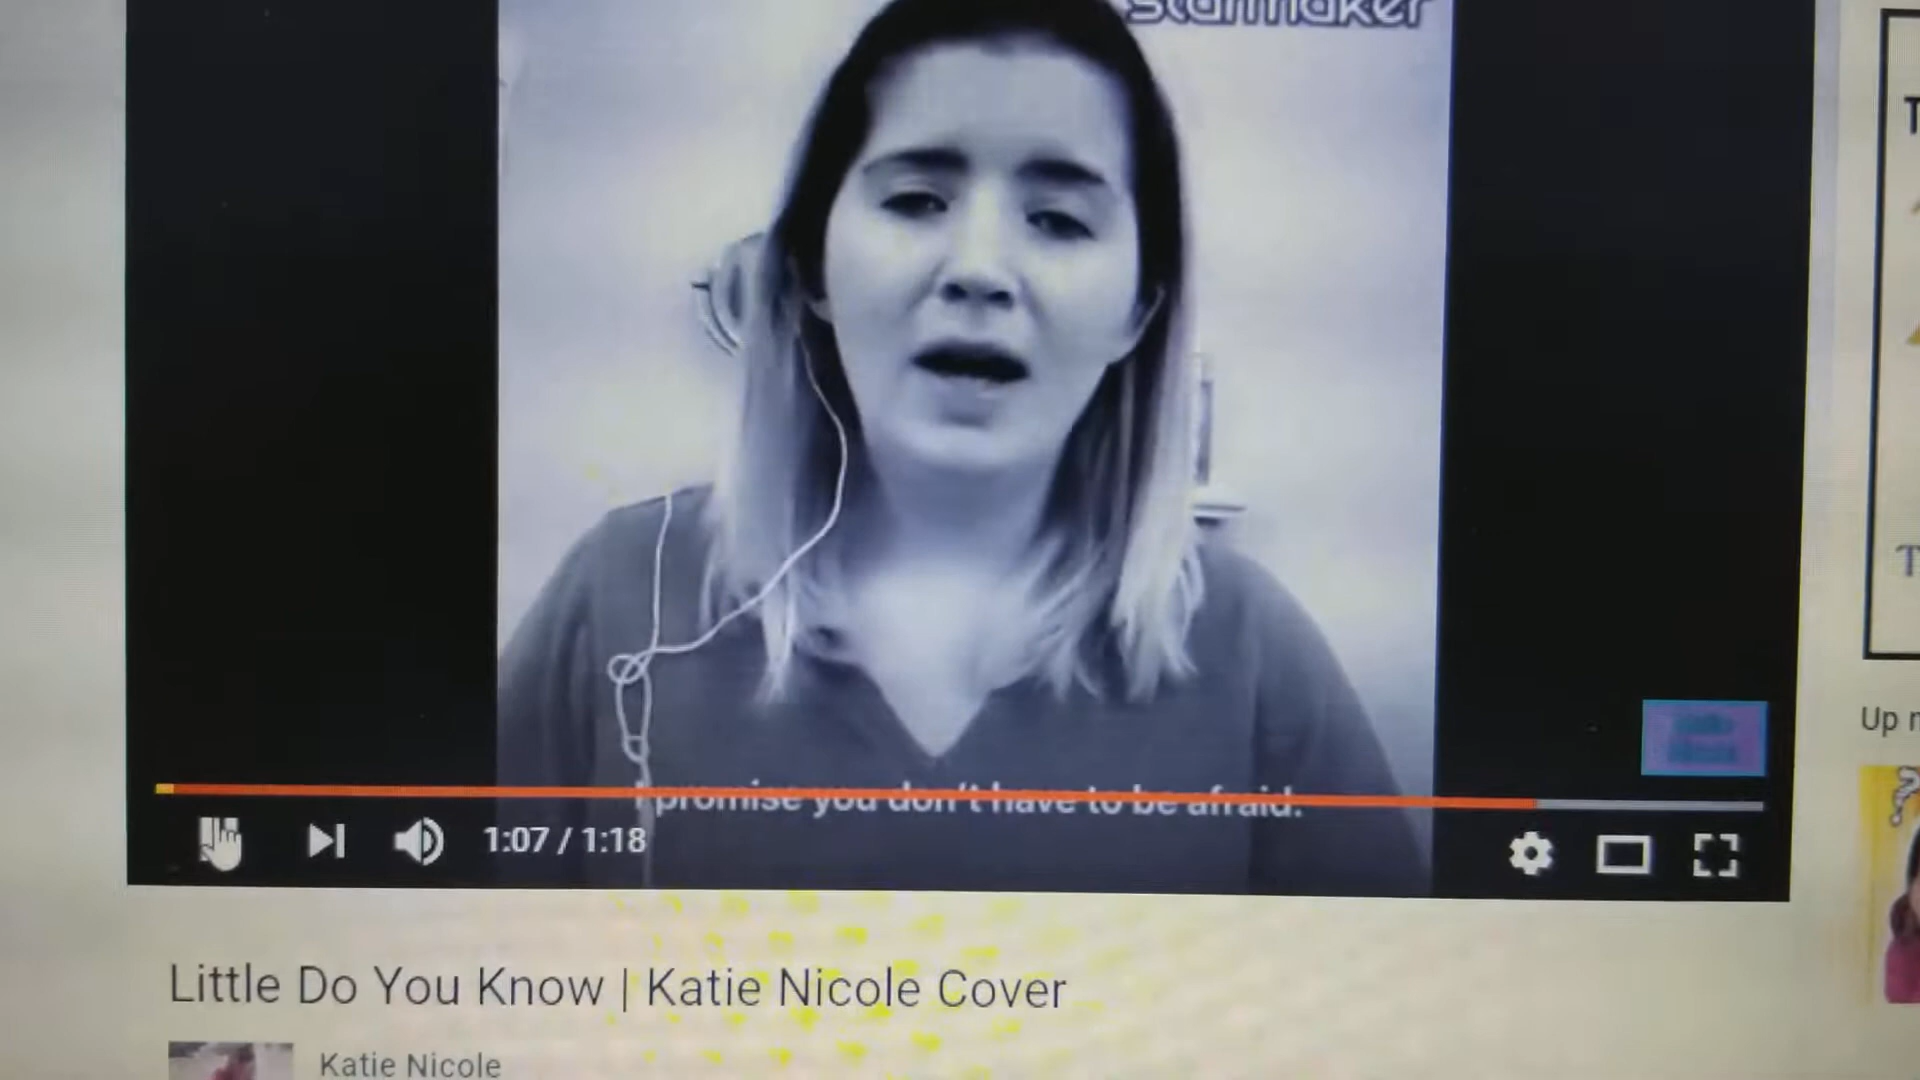 starmaker
I promise you don't have to be afraid.
1:07 / 1:18
Up
Little Do You Know | Katie Nicole Cover
Katie Nicole